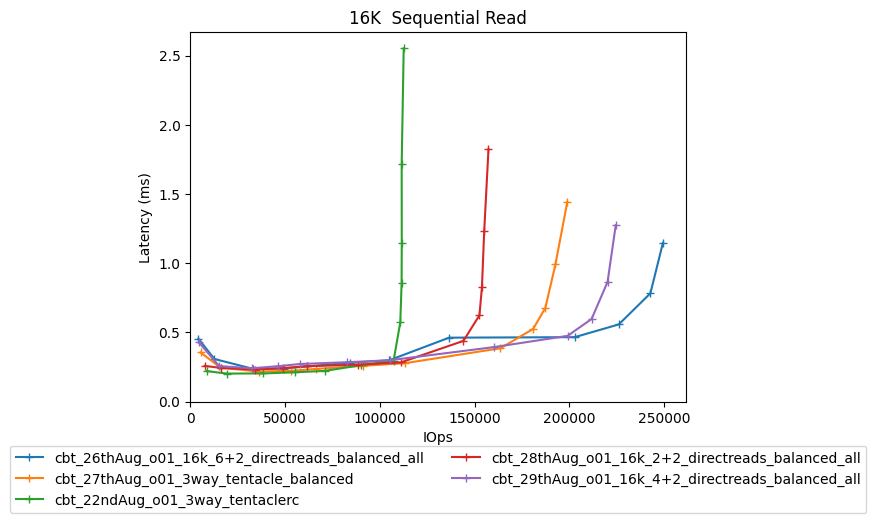 16K  Sequential Read
Latency (ms)
2.5
2.0
1.5
1.0
0.5
0.0
0 50000 100000 150000 200000 250000
IOps
cbt_26thAug_o01_16k_6+2_directreads_balanced_all
cbt_27thAug_o01_3way_tentacle_balanced
cbt_22ndAug_o01_3way_tentaclerc
cbt_28thAug_o01_16k_2+2_directreads_balanced_all
cbt_29thAug_o01_16k_4+2_directreads_balanced_all